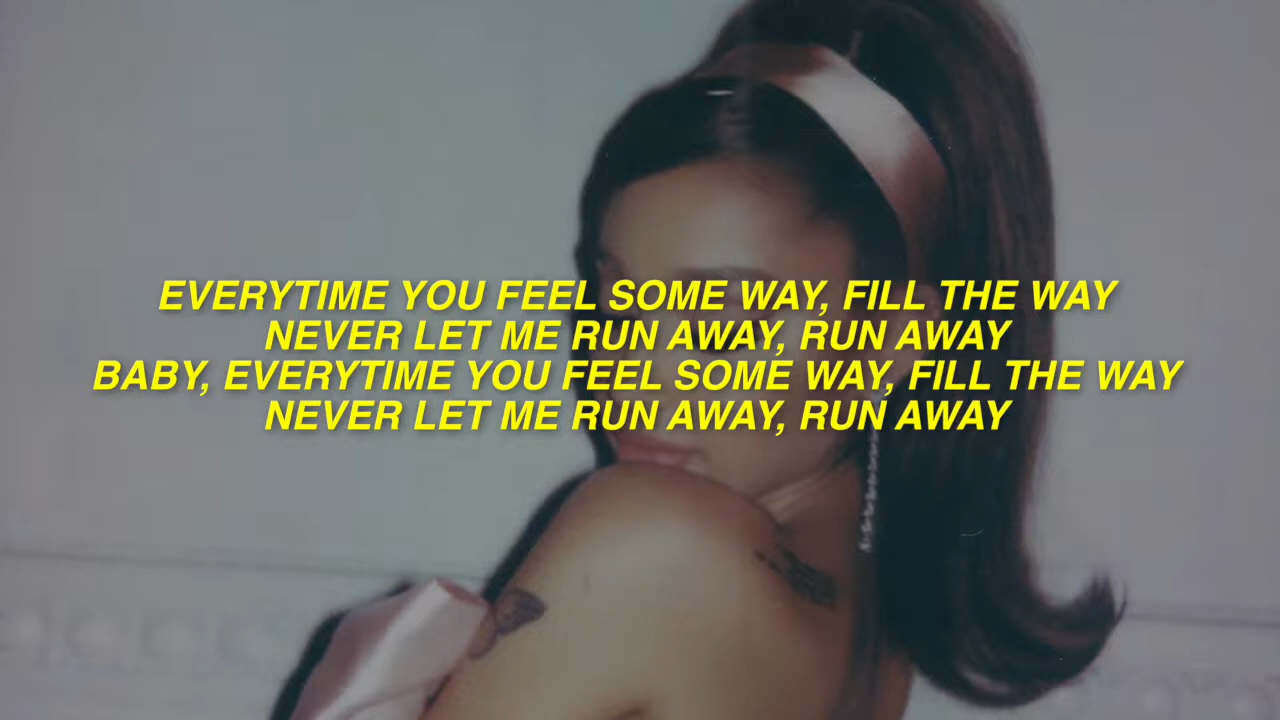 EVERYTIME YOU FEEL SOME WAY, FILL THE WAY
NEVER LET ME RUN AWAY, RUN AWAY
BABY, EVERYTIME YOU FEEL SOME WAY, FILL THE WAY
NEVER LET ME RUN AWAY, RUN AWAY